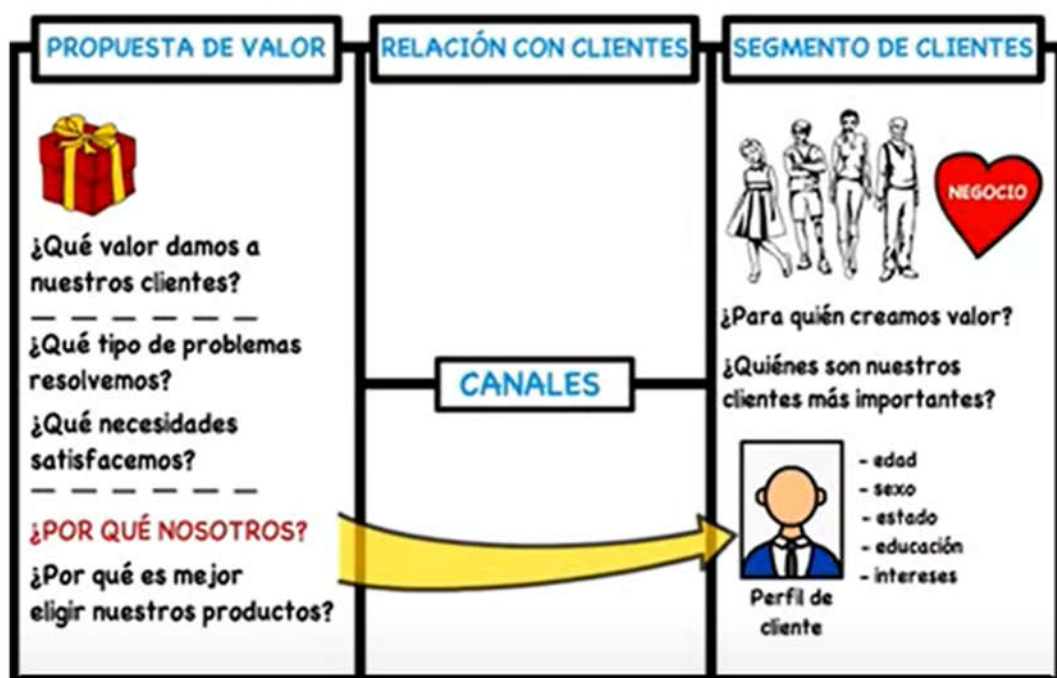 PROPUESTA DE VALOR
¿Qué valor damos a
nuestros clientes?
¿Qué tipo de problemas
resolvemos?
¿Qué necesidades
satisfacemos?
¿POR QUÉ NOSOTROS?
¿Por qué es mejor
eligir nuestros productos?
RELACIÓN CON CLIENTES
CANALES
SEGMENTO DE CLIENTES
NEGOCIO
¿Para quién creamos valor?
¿Quiénes son nuestros
clientes más importantes?
- edad
- sexo
- estado
- educación
- intereses
Perfil de
cliente